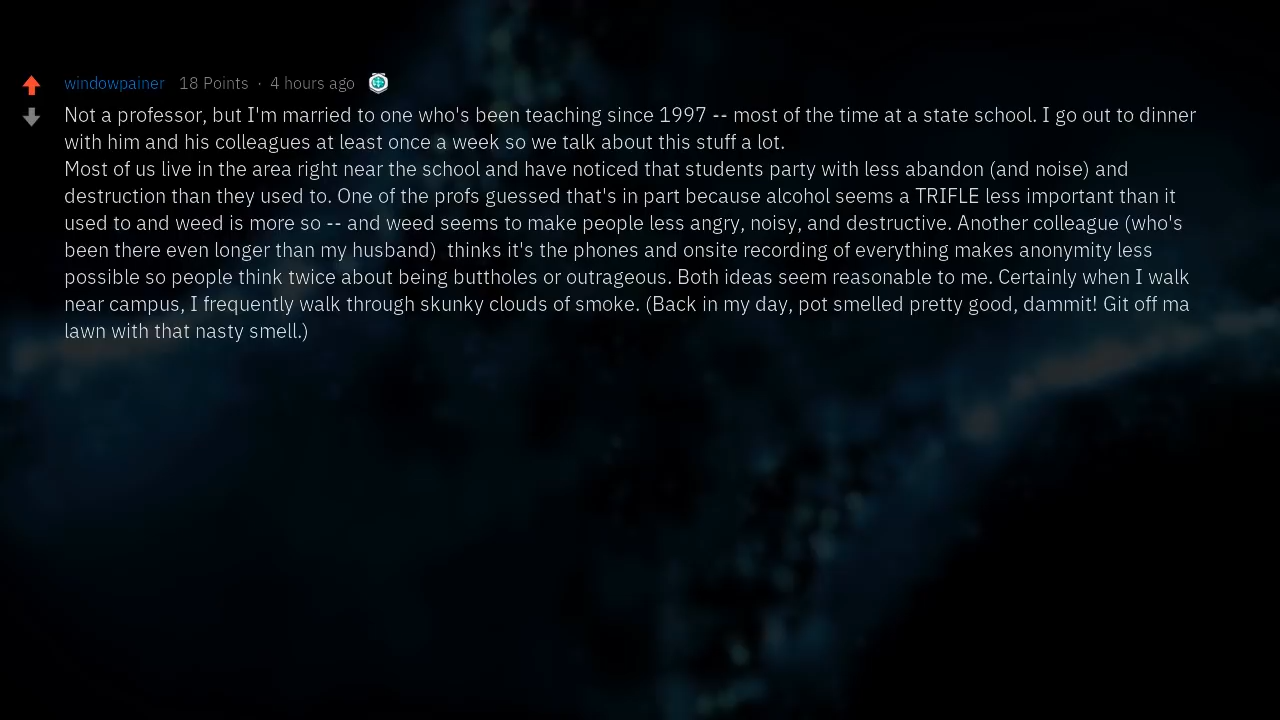 windowpainer 18 Points · 4 hours ago
Not a professor, but I'm married to one who's been teaching since 1997 -- most of the time at a state school. I go out to dinner
with him and his colleagues at least once a week so we talk about this stuff a lot.
Most of us live in the area right near the school and have noticed that students party with less abandon (and noise) and
destruction than they used to. One of the profs guessed that's in part because alcohol seems a TRIFLE less important than it
used to and weed is more so -- and weed seems to make people less angry, noisy, and destructive. Another colleague (who's
been there even longer than my husband)  thinks it's the phones and onsite recording of everything makes anonymity less
possible so people think twice about being buttholes or outrageous. Both ideas seem reasonable to me. Certainly when I walk
near campus, I frequently walk through skunky clouds of smoke. (Back in my day, pot smelled pretty good, dammit! Git off ma
lawn with that nasty smell.)